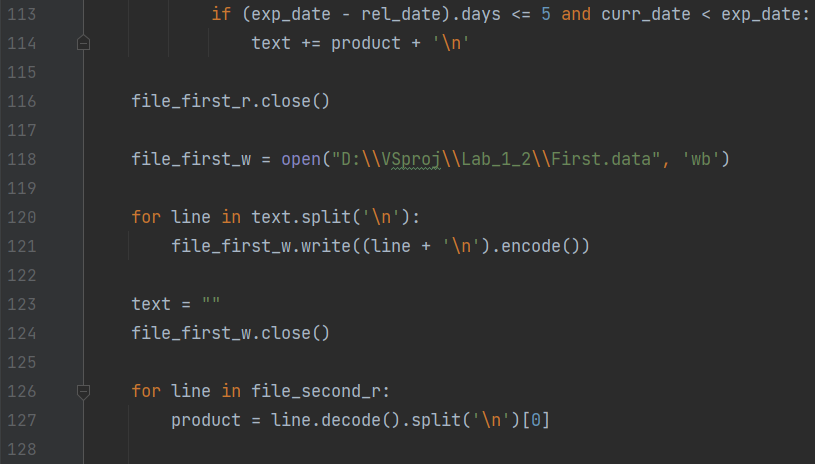 113 if (exp_date - rel_date).days <= 5 and curr_date < exp_date:
114 text += product + '\n'
115
116 file_first_r.close()
117
118 file_first_w = open("D:\\VSproj\\Lab_1_2\\First.data", 'wb')
119
120 for line in text.split('\n'):
121 file_first_w.write((line + '\n').encode())
122
123 text = ""
124 file_first_w.close()
125
126 for line in file_second_r:
127 product = line.decode().split('\n')[0]
128